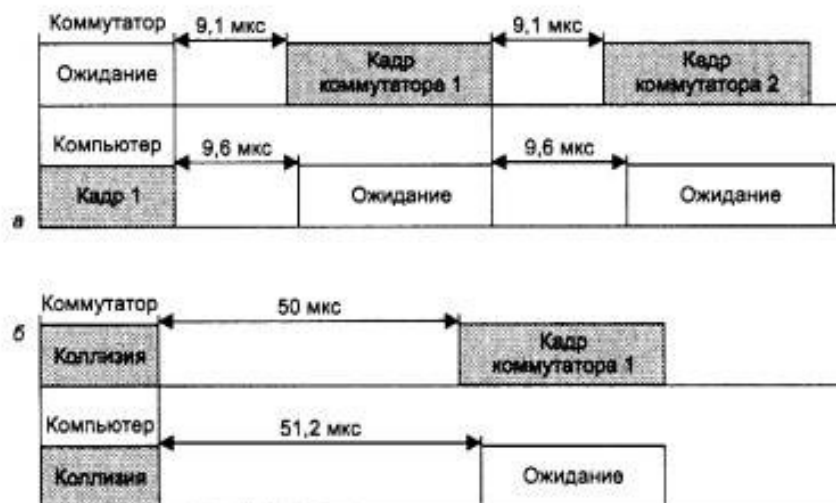 Коммутатор
9,1 мкс
9,1 мкс
Ожидание
Кадр
коммутатора 1
Кадр
коммутатора 2
Компьютер
9,6 мкс
9,6 мкс
Кадр 1
Ожидание
Ожидание
а
Коммутатор
50 мкс
б
Коллизия
Кадр
коммутатора 1
Компьютер
51,2 мкс
Коллизия
Ожидание